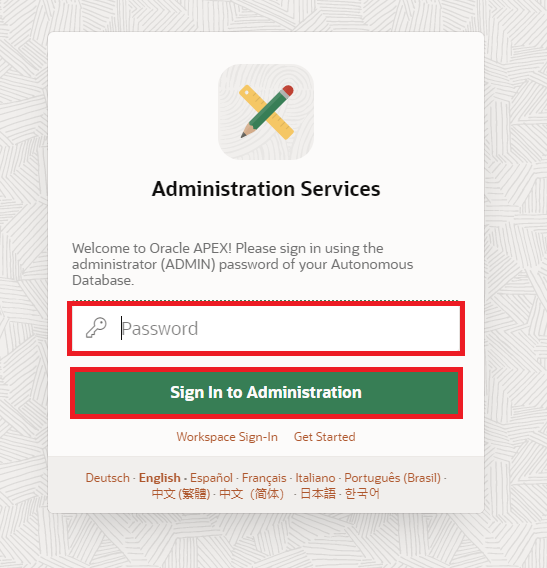 Administration Services
Welcome to Oracle APEX! Please sign in using the
administrator (ADMIN) password of your Autonomous
Database.
Password
Sign In to Administration
Workspace Sign-In Get Started
Deutsch · English · Español · Français · Italiano · Português (Brasil) ·
中文 (繁體) · 中文（简体） · 日本語 · 한국어